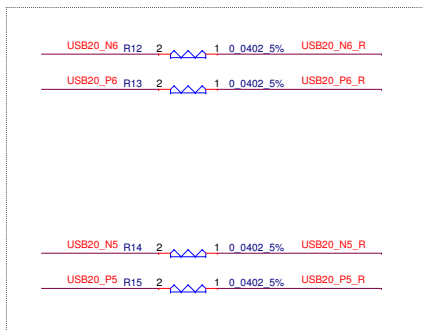 USB20_N6 R12 2 1 0_0402_5% USB20_N6_R
USB20_P6 R13 2 1 0_0402_5% USB20_P6_R
USB20_N5 R14 2 1 0_0402_5% USB20_N5_R
USB20_P5 R15 2 1 0_0402_5% USB20_P5_R